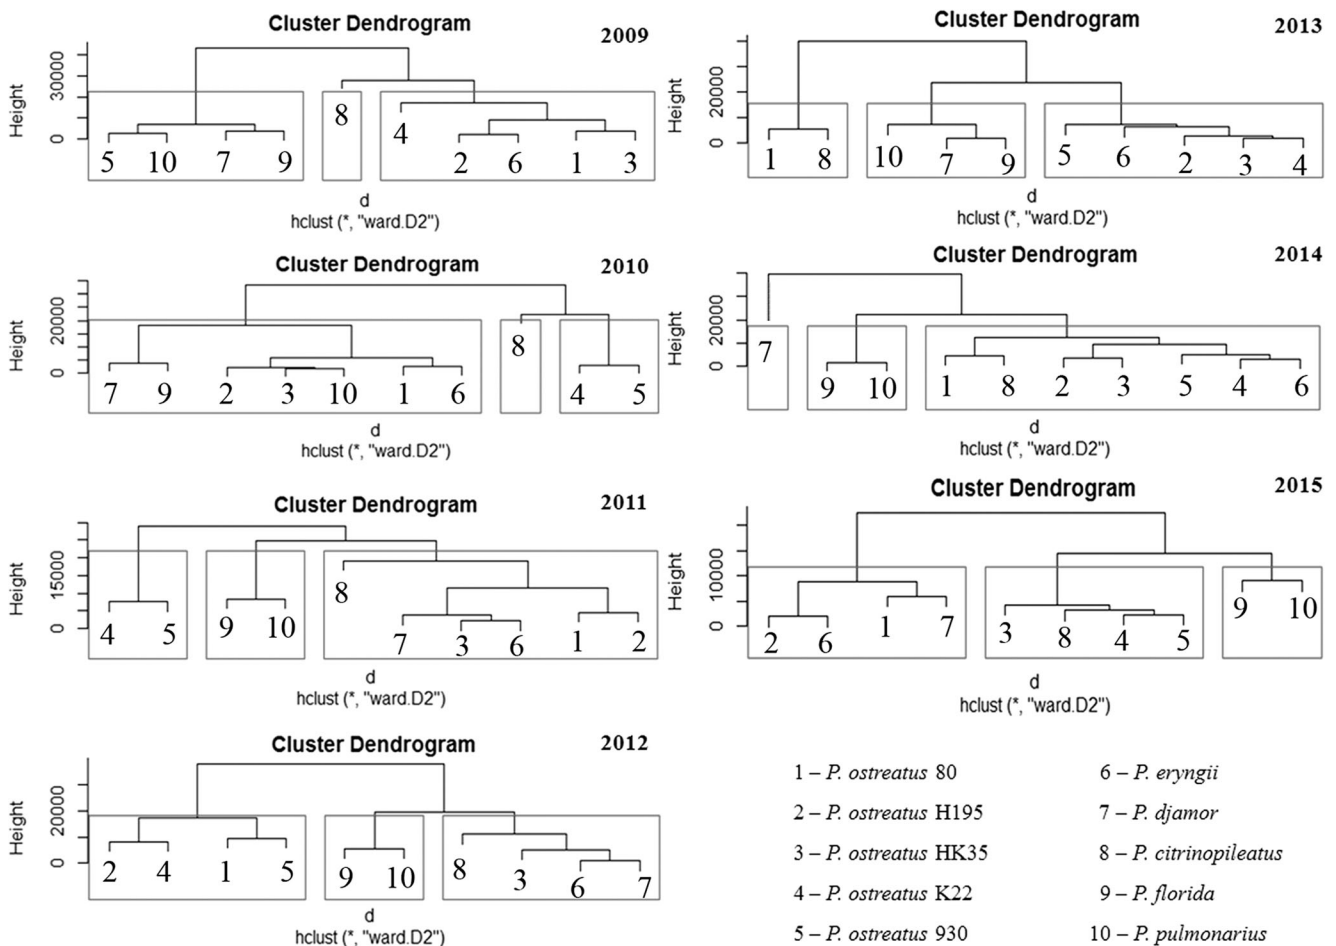 Cluster Dendrogram 2009
Height
0 30000
8
4
5 10 7 9 2 6 1 3
d
hclust (*, "ward.D2")
Cluster Dendrogram 2010
Height
0 20000
8
7 9 2 3 10 1 6 4 5
d
hclust (*, "ward.D2")
Cluster Dendrogram 2011
Height
0 15000
8
4 5 9 10 7 3 6 1 2
d
hclust (*, "ward.D2")
Cluster Dendrogram 2012
Height
0 20000
2 4 1 5 9 10 8 3 6 7
d
hclust (*, "ward.D2")
Cluster Dendrogram 2013
Height
0 20000
1 8 10 7 9 5 6 2 3 4
d
hclust (*, "ward.D2")
Cluster Dendrogram 2014
Height
0 20000
7 9 10 1 8 2 3 5 4 6
d
hclust (*, "ward.D2")
Cluster Dendrogram 2015
Height
0 10000
2 6 1 7 3 8 4 5 9 10
d
hclust (*, "ward.D2")
1 – P. ostreatus 80
2 – P. ostreatus H195
3 – P. ostreatus HK35
4 – P. ostreatus K22
5 – P. ostreatus 930
6 – P. eryngii
7 – P. djamor
8 – P. citrinopileatus
9 – P. florida
10 – P. pulmonarius